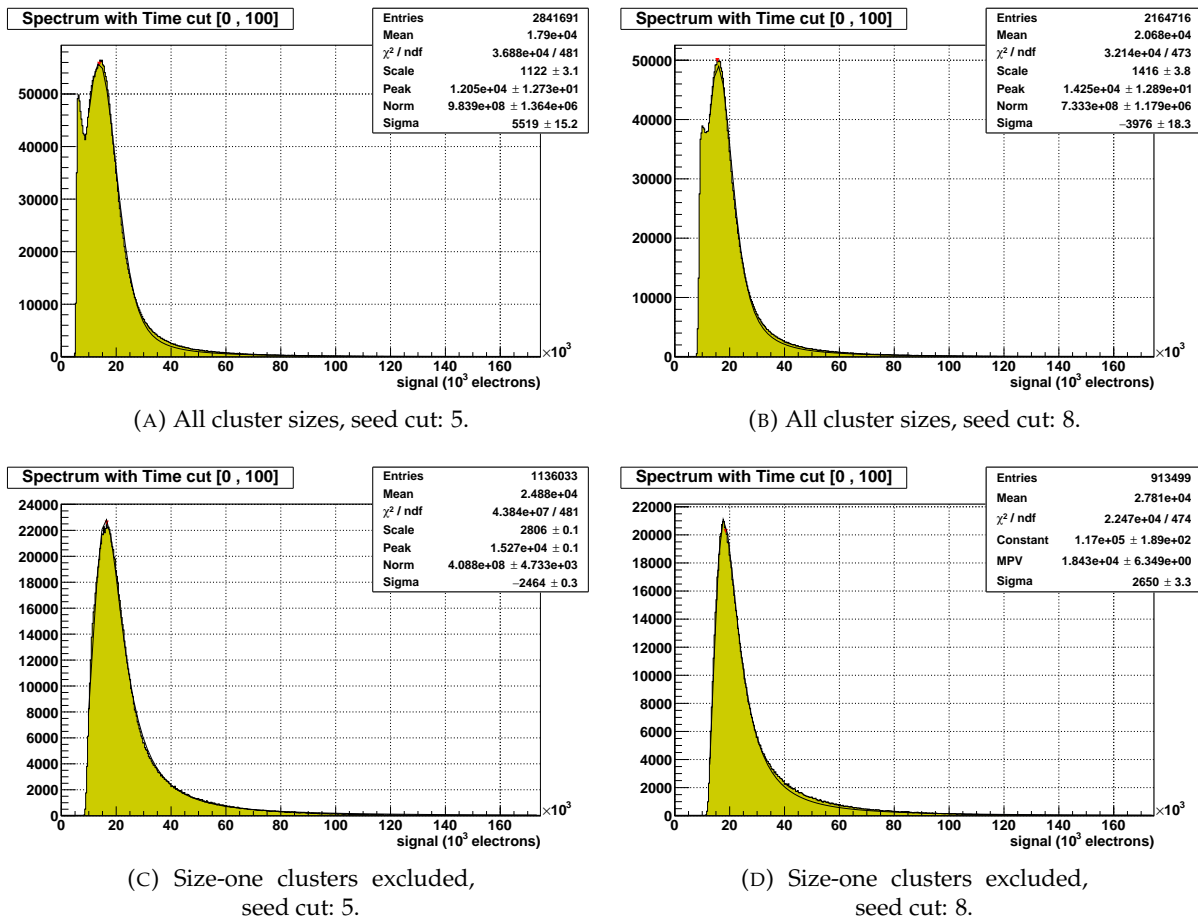 Spectrum with Time cut [0 , 100]
Entries 2841691
Mean 1.79e+04
χ² / ndf 3.688e+04 / 481
Scale 1122 ± 3.1
Peak 1.205e+04 ± 1.273e+01
Norm 9.839e+08 ± 1.364e+06
Sigma 5519 ± 15.2
50000
40000
30000
20000
10000
0
0 20 40 60 80 100 120 140 160
×10³
signal (10³ electrons)
(A) All cluster sizes, seed cut: 5.
Spectrum with Time cut [0 , 100]
Entries 2164716
Mean 2.068e+04
χ² / ndf 3.214e+04 / 473
Scale 1416 ± 3.8
Peak 1.425e+04 ± 1.289e+01
Norm 7.333e+08 ± 1.179e+06
Sigma −3976 ± 18.3
50000
40000
30000
20000
10000
0
0 20 40 60 80 100 120 140 160
×10³
signal (10³ electrons)
(B) All cluster sizes, seed cut: 8.
Spectrum with Time cut [0 , 100]
Entries 1136033
Mean 2.488e+04
χ² / ndf 4.384e+07 / 481
Scale 2806 ± 0.1
Peak 1.527e+04 ± 0.1
Norm 4.088e+08 ± 4.733e+03
Sigma −2464 ± 0.3
24000
22000
20000
18000
16000
14000
12000
10000
8000
6000
4000
2000
0
0 20 40 60 80 100 120 140 160
×10³
signal (10³ electrons)
(C) Size-one clusters excluded,
seed cut: 5.
Spectrum with Time cut [0 , 100]
Entries 913499
Mean 2.781e+04
χ² / ndf 2.247e+04 / 474
Constant 1.17e+05 ± 1.89e+02
MPV 1.843e+04 ± 6.349e+00
Sigma 2650 ± 3.3
22000
20000
18000
16000
14000
12000
10000
8000
6000
4000
2000
0
0 20 40 60 80 100 120 140 160
×10³
signal (10³ electrons)
(D) Size-one clusters excluded,
seed cut: 8.